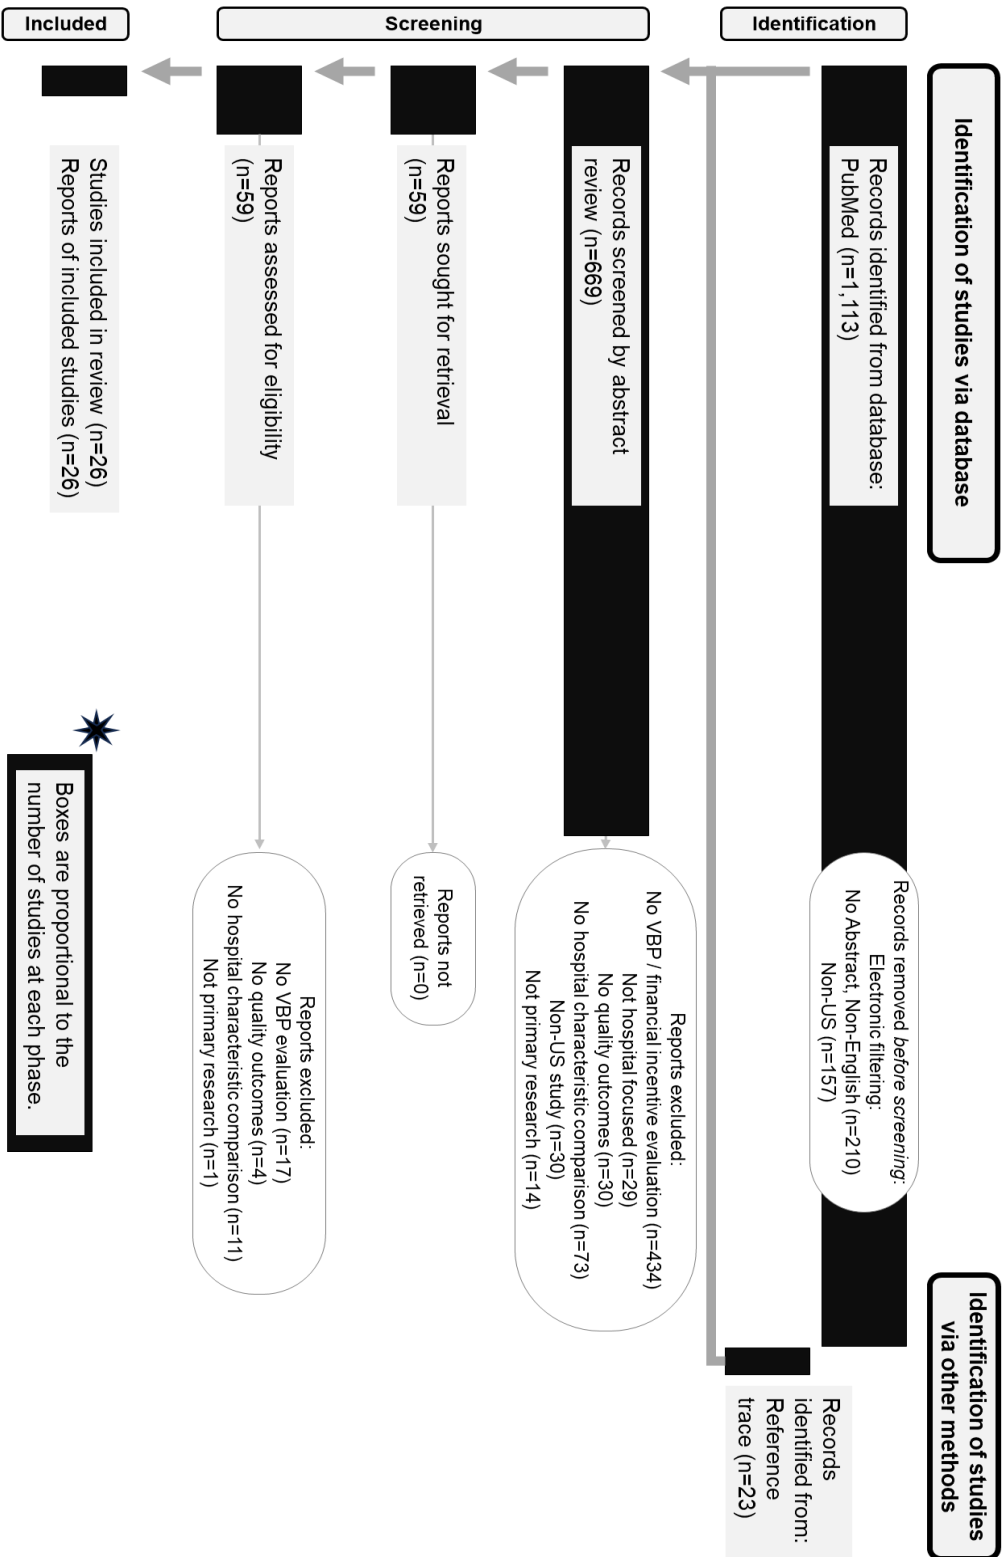 Identification of studies via database
Identification of studies
via other methods
Identification
Records identified from database:
PubMed (n=1,113)
Records removed before screening:
Electronic filtering:
No Abstract, Non-English (n=210)
Non-US (n=157)
Records
identified from:
Reference
trace (n=23)
Screening
Records screened by abstract
review (n=669)
Reports excluded:
No VBP / financial incentive evaluation (n=434)
Not hospital focused (n=29)
No quality outcomes (n=30)
No hospital characteristic comparison (n=73)
Non-US study (n=30)
Not primary research (n=14)
Reports sought for retrieval
(n=59)
Reports not
retrieved (n=0)
Reports assessed for eligibility
(n=59)
Reports excluded:
No VBP evaluation (n=17)
No quality outcomes (n=4)
No hospital characteristic comparison (n=11)
Not primary research (n=1)
Included
Studies included in review (n=26)
Reports of included studies (n=26)
Boxes are proportional to the
number of studies at each phase.